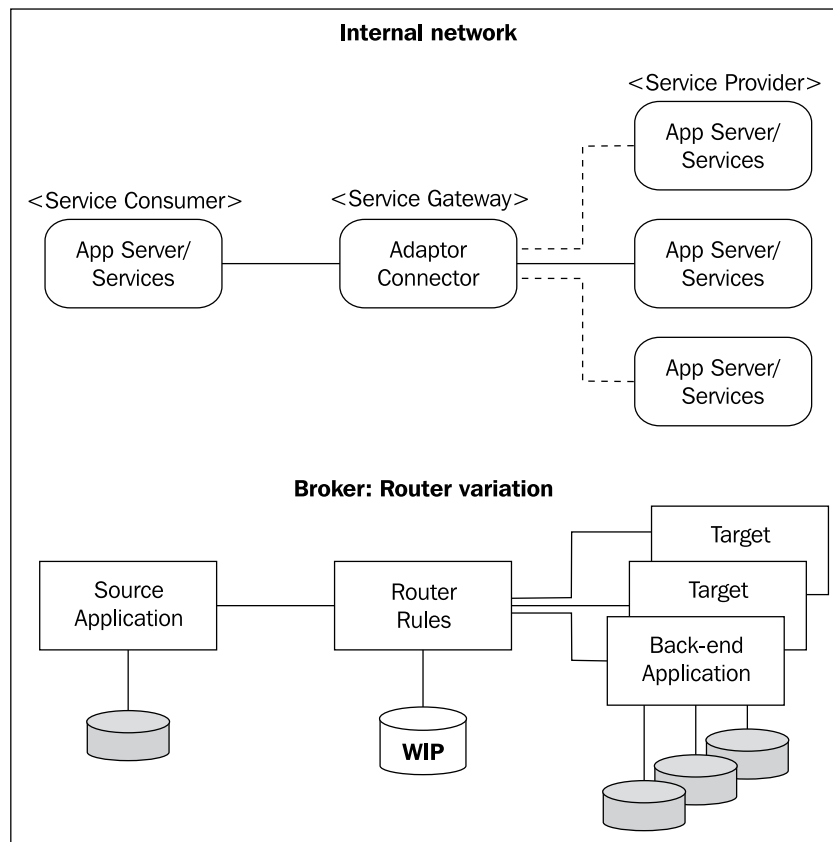 Internal network
<Service Provider>
App Server/
Services
<Service Consumer>
<Service Gateway>
App Server/
Services
Adaptor
Connector
App Server/
Services
App Server/
Services
Broker: Router variation
Target
Source
Application
Router
Rules
Target
Back-end
Application
WIP